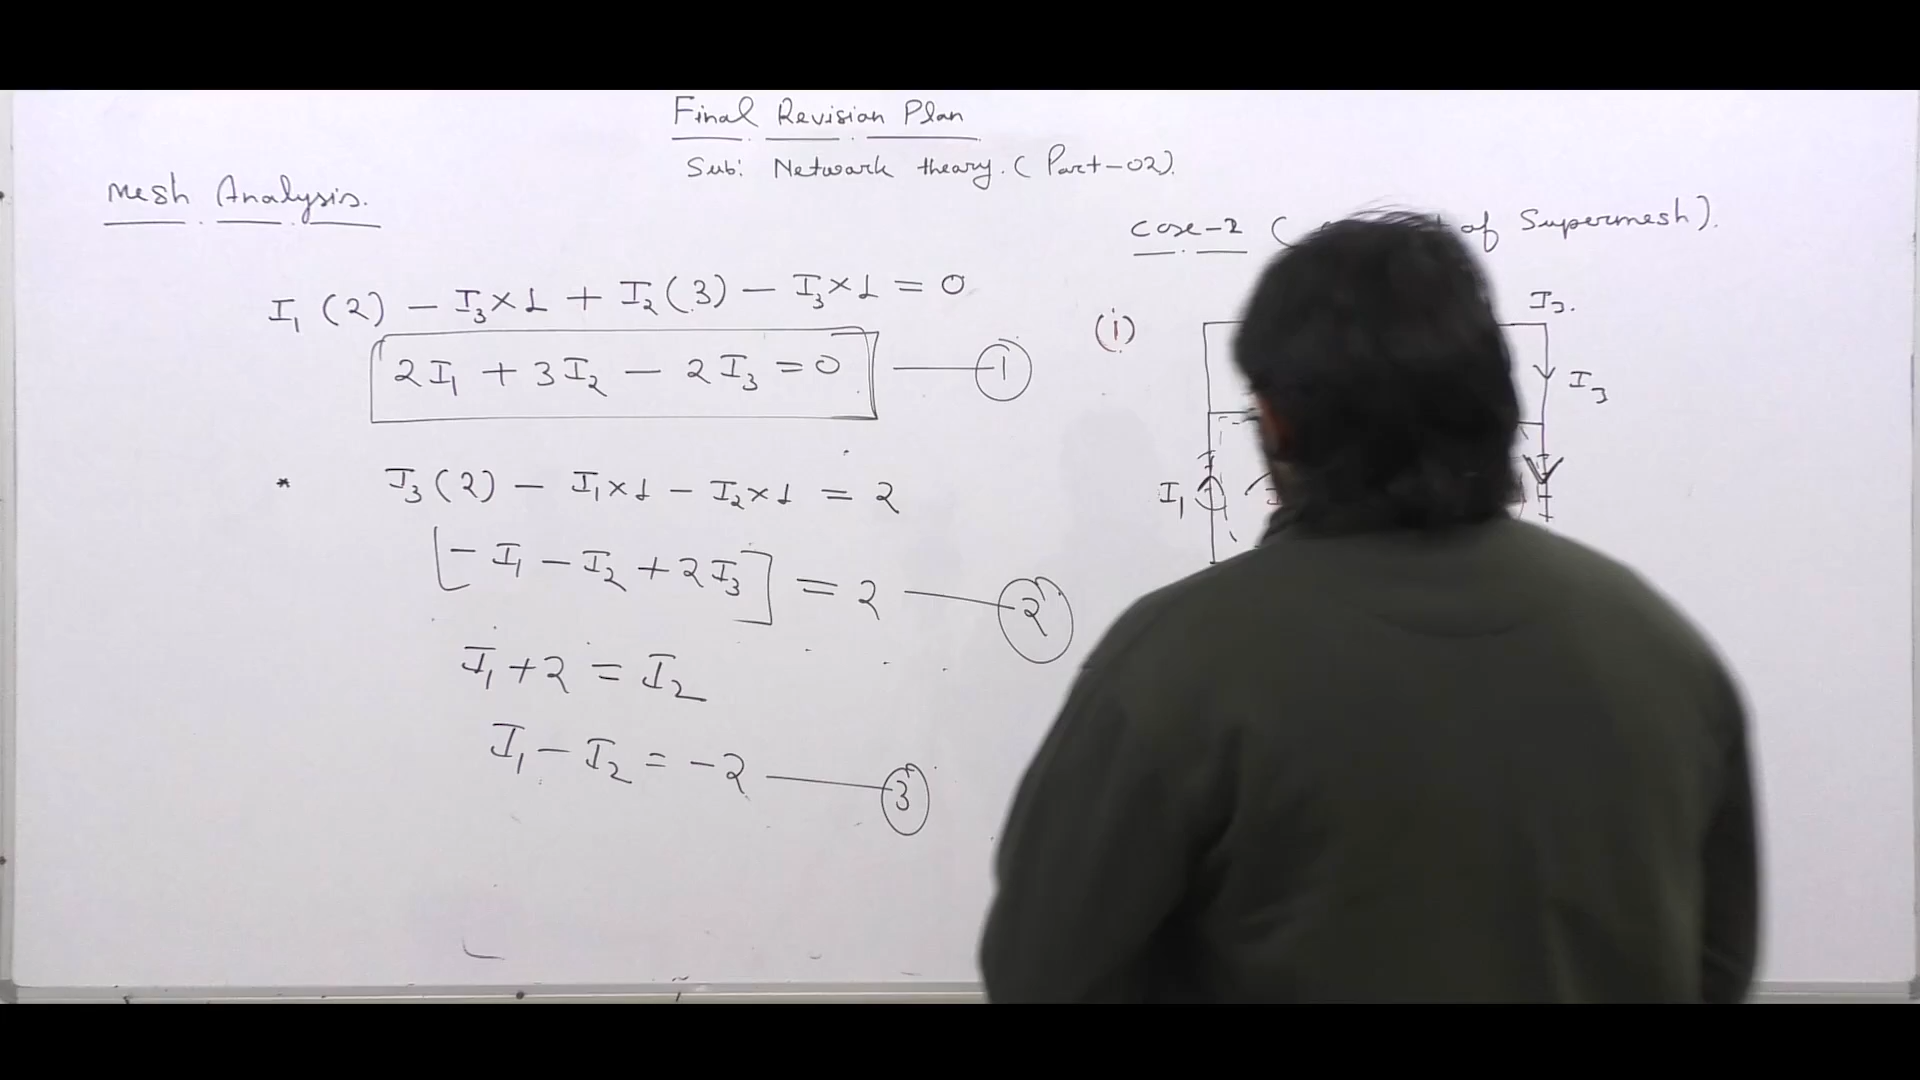 Final Revision Plan
Sub: Network theory. (Part-02).
Mesh Analysis.
I₁ (2) - I₃×1 + I₂(3) - I₃×1 = 0
2I₁ + 3I₂ - 2I₃ = 0 — 1
* I₃(2) - I₁×1 - I₂×1 = 2
[- I₁ - I₂ + 2I₃] = 2 — 2
I₁ + 2 = I₂
I₁ - I₂ = -2 — 3
Case-2 ( of Supermesh).
(i)
I₃.
I₃
I₁